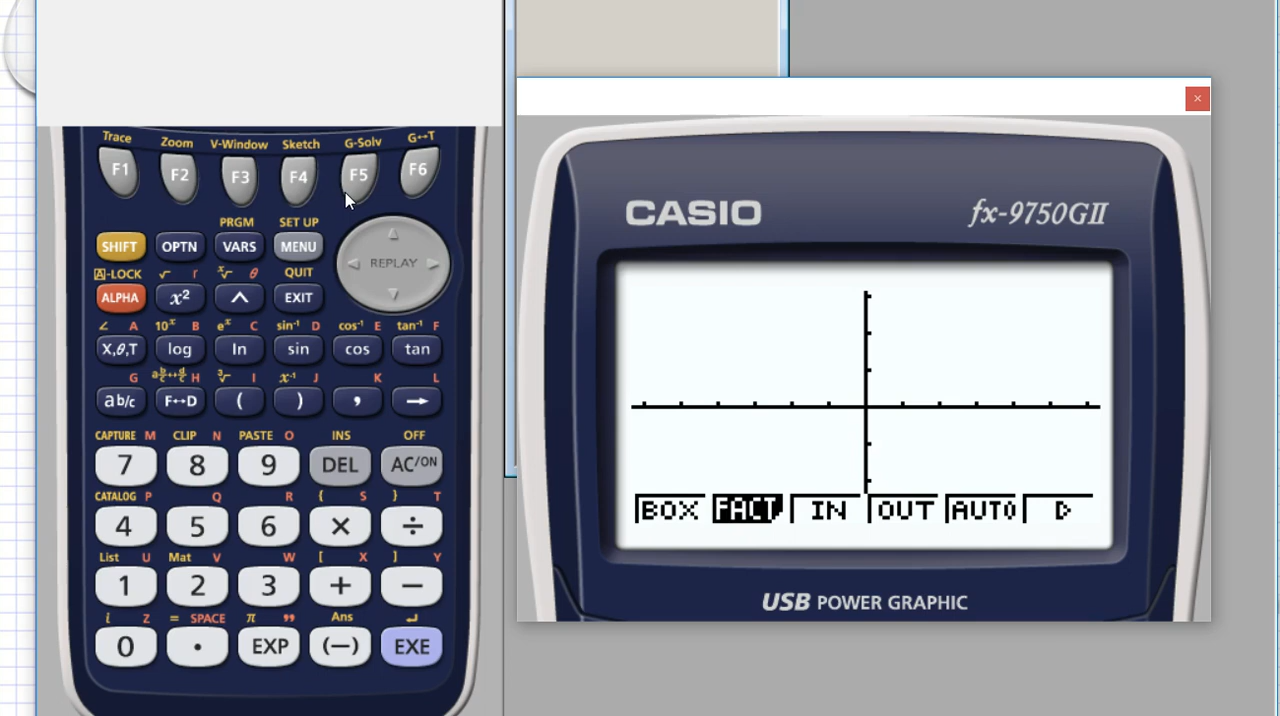 Trace Zoom V-Window Sketch G-Solv G↔T
F1 F2 F3 F4 F5 F6
PRGM SET UP
SHIFT OPTN VARS MENU REPLAY
A-LOCK √ r ˣ√ θ QUIT
ALPHA x² ^ EXIT
∠ A 10ˣ B eˣ C sin⁻¹ D cos⁻¹ E tan⁻¹ F
X,θ,T log ln sin cos tan
G a b/c↔d/c H ³√ I x⁻¹ J K L
a b/c F↔D ( ) , →
CAPTURE M CLIP N PASTE O INS OFF
7 8 9 DEL AC/ON
CATALOG P Q R { S } T
4 5 6 × ÷
List U Mat V W [ X ] Y
1 2 3 + −
i Z = SPACE π " Ans ↵
0 . EXP (−) EXE
×
CASIO fx-9750GII
BOX FACT IN OUT AUTO ▷
USB POWER GRAPHIC